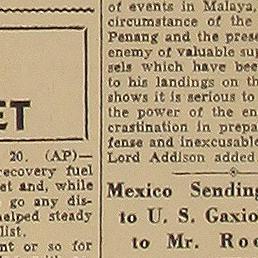 ET
20. (AP)—
recovery fuel
et and, while
go any dis-
helped steady
list.
nt or so for
of events in Malaya,
circumstance of the
Penang and the prese
enemy of valuable sup
sels which have been
to his landings on th
shows it is serious to
the power of the en
crastination in prepa
fense and inexcusable
Lord Addison added
Mexico Sending
to U. S. Gaxio
to Mr. Roo